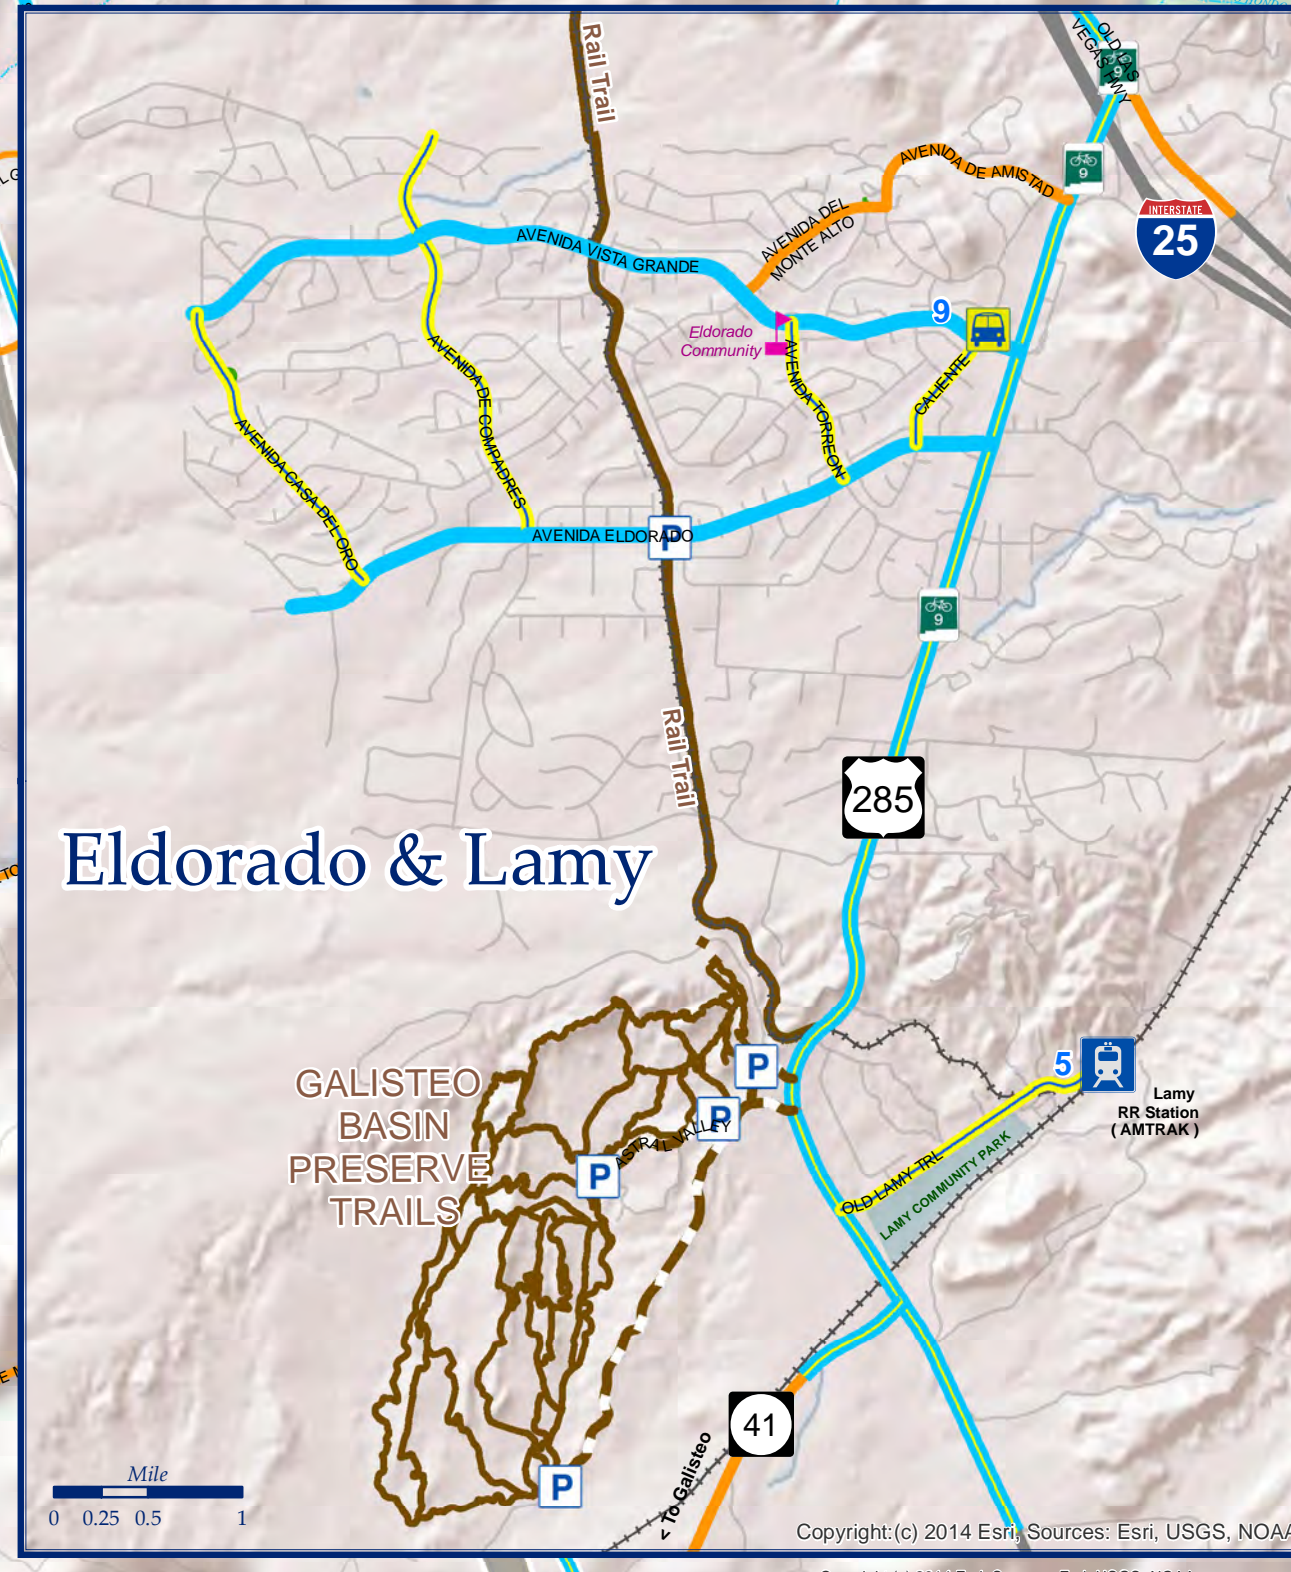 Rail Trail
OLD LAS
VEGAS HWY
9
9
INTERSTATE
25
AVENIDA DE AMISTAD
AVENIDA DEL
MONTE ALTO
AVENIDA VISTA GRANDE
9
Eldorado
Community
AVENIDA DE COMPADRES
AVENIDA TORREON
CALIENTE
AVENIDA CASA DEL ORO
AVENIDA ELDORADO
P
9
Rail Trail
285
Eldorado & Lamy
GALISTEO
BASIN
PRESERVE
TRAILS
P
P
ASTRAL VALLEY
P
5
Lamy
RR Station
( AMTRAK )
OLD LAMY TRL
LAMY COMMUNITY PARK
41
< To Galisteo
P
Mile
0 0.25 0.5 1
Copyright:(c) 2014 Esri, Sources: Esri, USGS, NOAA